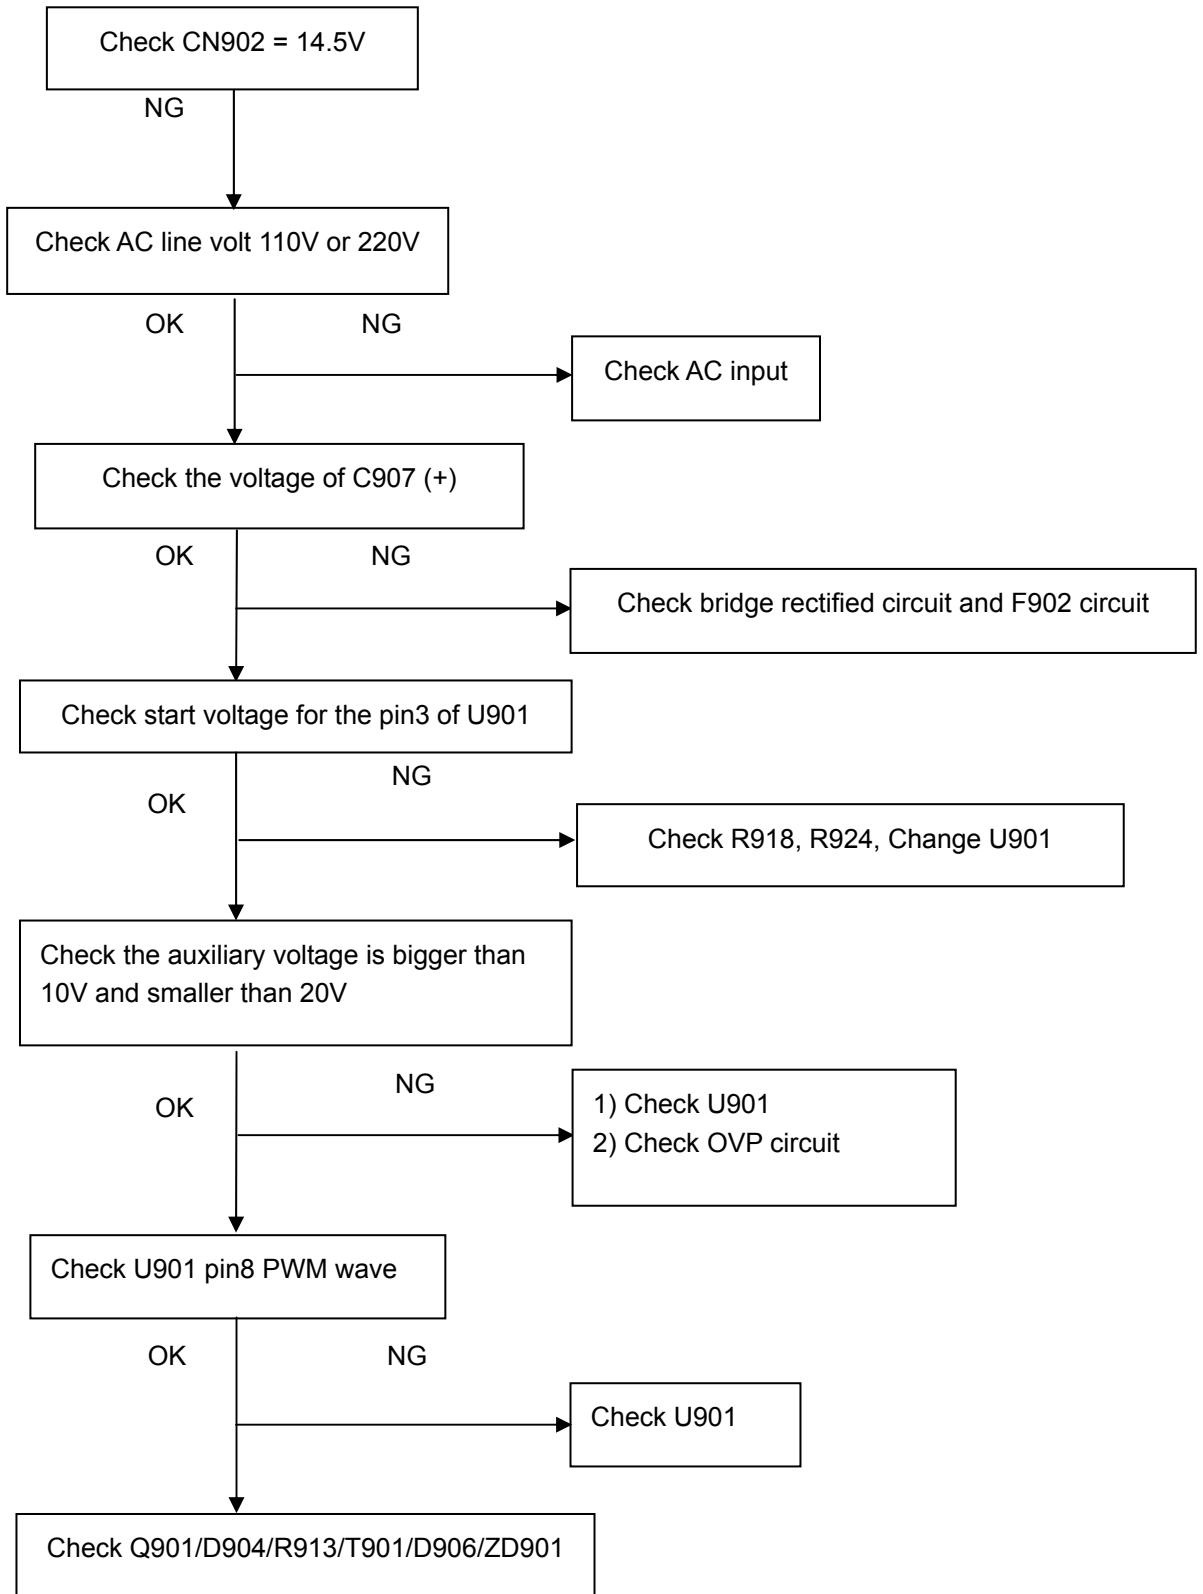 Check CN902 = 14.5V
NG
Check AC line volt 110V or 220V
OK
NG
Check AC input
Check the voltage of C907 (+)
OK
NG
Check bridge rectified circuit and F902 circuit
Check start voltage for the pin3 of U901
NG
OK
Check R918, R924, Change U901
Check the auxiliary voltage is bigger than
10V and smaller than 20V
NG
OK
1) Check U901
2) Check OVP circuit
Check U901 pin8 PWM wave
OK
NG
Check U901
Check Q901/D904/R913/T901/D906/ZD901